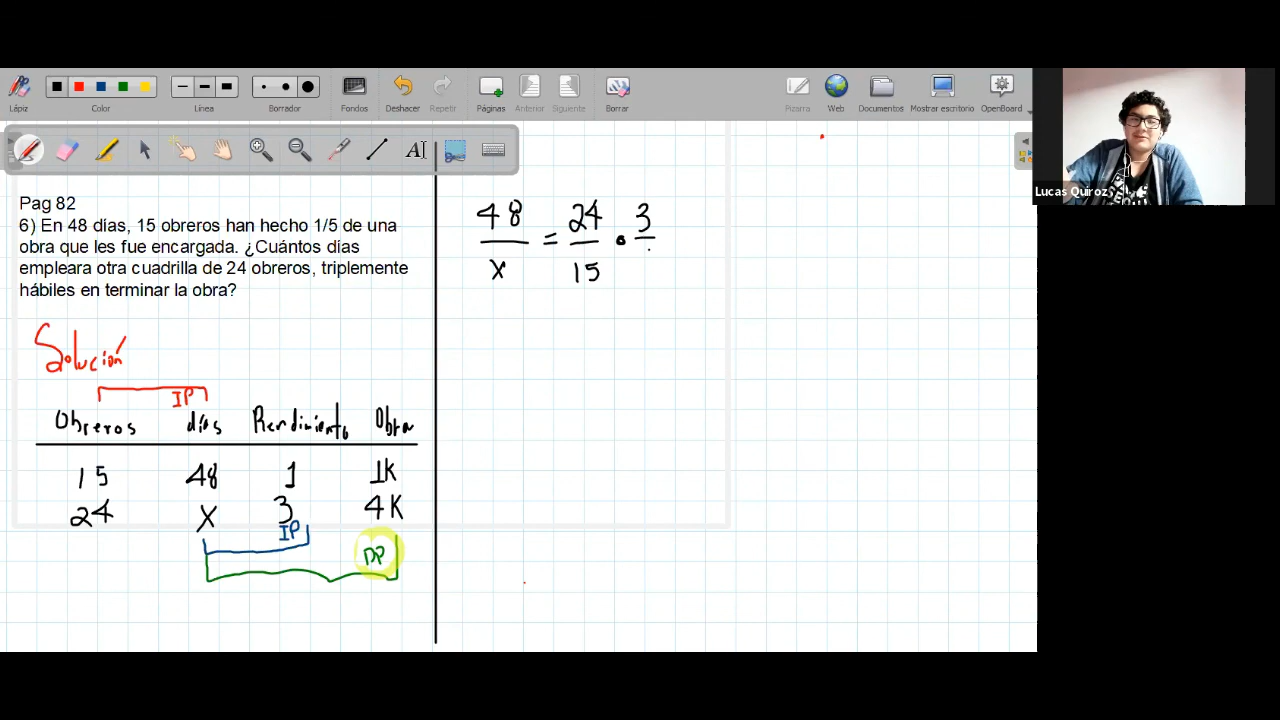 Lápiz
Color
Línea
Borrador
Fondos
Deshacer
Repetir
Páginas
Anterior
Siguiente
Borrar
Pizarra
Web
Documentos
Mostrar escritorio
OpenBoard
Lucas Quiroz
Pag 82
6) En 48 días, 15 obreros han hecho 1/5 de una
obra que les fue encargada. ¿Cuántos días
empleara otra cuadrilla de 24 obreros, triplemente
hábiles en terminar la obra?
Solución
IP
Obreros días Rendimiento Obra
15 48 1 1K
24 X 3 4K
IP
DP
48 24 3
— = — • —
X 15